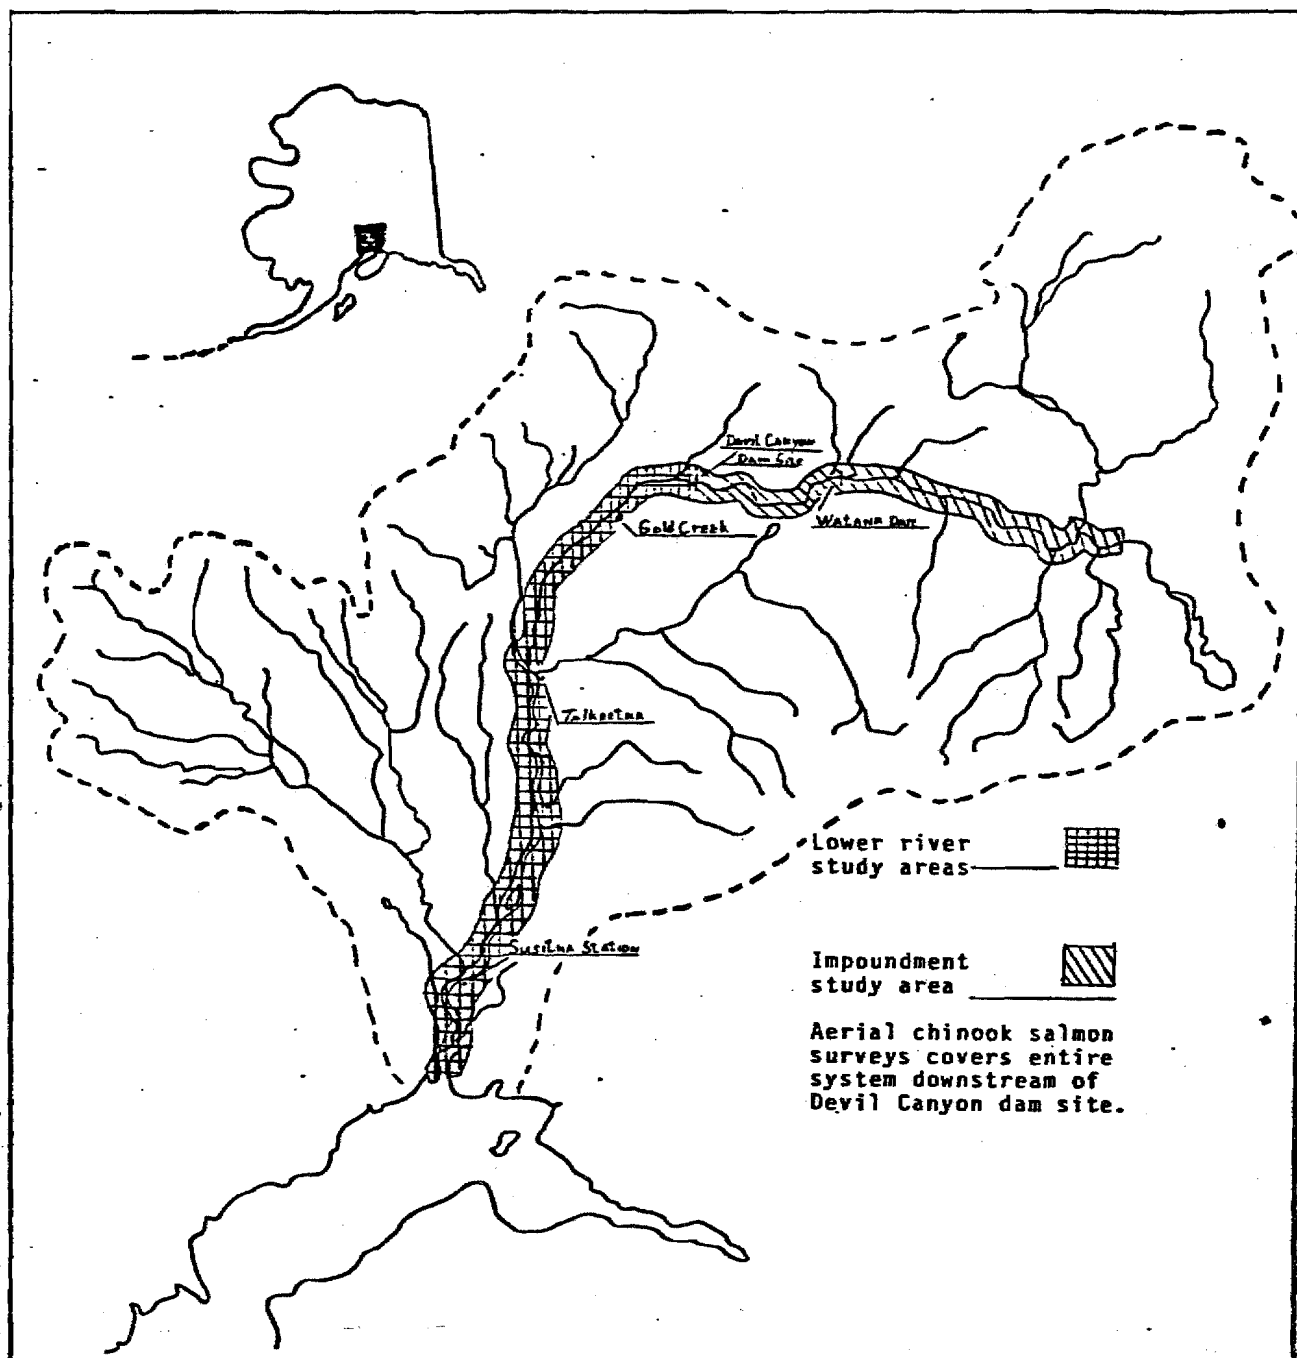 Devil Canyon
Dam Site
Gold Creek
Watana Dam
Talkeetna
Susitna Station
Lower river
study areas
Impoundment
study area
Aerial chinook salmon
surveys covers entire
system downstream of
Devil Canyon dam site.